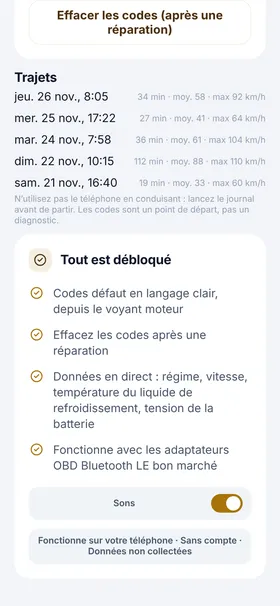 Effacer les codes (après une
réparation)
Trajets
jeu. 26 nov., 8:05 34 min · moy. 58 · max 92 km/h
mer. 25 nov., 17:22 27 min · moy. 41 · max 64 km/h
mar. 24 nov., 7:58 36 min · moy. 61 · max 104 km/h
dim. 22 nov., 10:15 112 min · moy. 88 · max 110 km/h
sam. 21 nov., 16:40 19 min · moy. 33 · max 60 km/h
N'utilisez pas le téléphone en conduisant : lancez le journal
avant de partir. Les codes sont un point de départ, pas un
diagnostic.
Tout est débloqué
Codes défaut en langage clair,
depuis le voyant moteur
Effacez les codes après une
réparation
Données en direct : régime, vitesse,
température du liquide de
refroidissement, tension de la
batterie
Fonctionne avec les adaptateurs
OBD Bluetooth LE bon marché
Sons
Fonctionne sur votre téléphone · Sans compte ·
Données non collectées